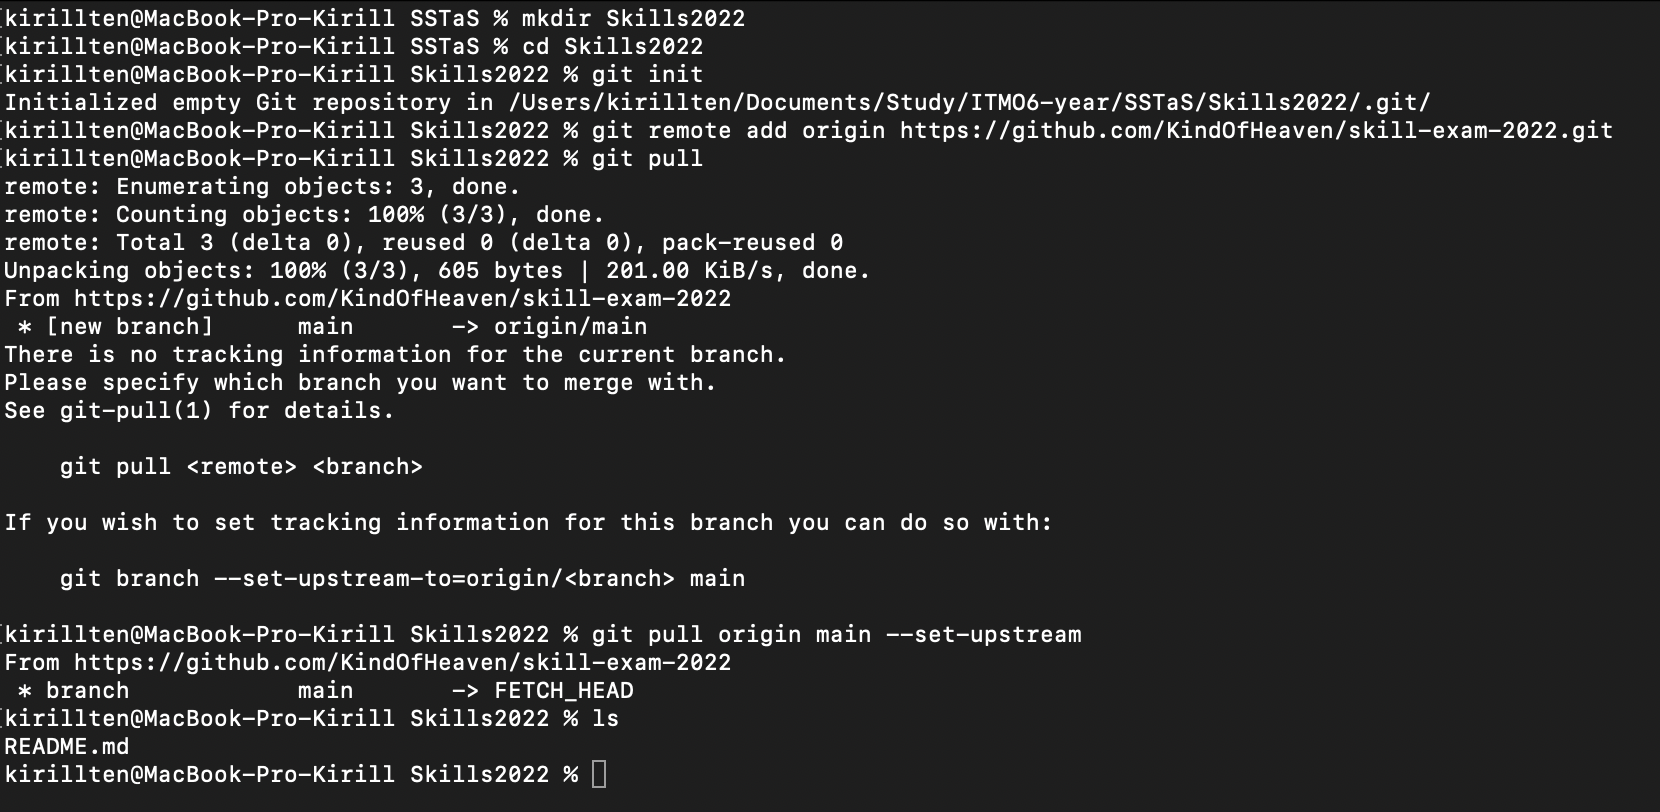 kirillten@MacBook-Pro-Kirill SSTaS % mkdir Skills2022
kirillten@MacBook-Pro-Kirill SSTaS % cd Skills2022
kirillten@MacBook-Pro-Kirill Skills2022 % git init
Initialized empty Git repository in /Users/kirillten/Documents/Study/ITMO6-year/SSTaS/Skills2022/.git/
kirillten@MacBook-Pro-Kirill Skills2022 % git remote add origin https://github.com/KindOfHeaven/skill-exam-2022.git
kirillten@MacBook-Pro-Kirill Skills2022 % git pull
remote: Enumerating objects: 3, done.
remote: Counting objects: 100% (3/3), done.
remote: Total 3 (delta 0), reused 0 (delta 0), pack-reused 0
Unpacking objects: 100% (3/3), 605 bytes | 201.00 KiB/s, done.
From https://github.com/KindOfHeaven/skill-exam-2022
 * [new branch]      main       -> origin/main
There is no tracking information for the current branch.
Please specify which branch you want to merge with.
See git-pull(1) for details.

    git pull <remote> <branch>

If you wish to set tracking information for this branch you can do so with:

    git branch --set-upstream-to=origin/<branch> main

kirillten@MacBook-Pro-Kirill Skills2022 % git pull origin main --set-upstream
From https://github.com/KindOfHeaven/skill-exam-2022
 * branch            main       -> FETCH_HEAD
kirillten@MacBook-Pro-Kirill Skills2022 % ls
README.md
kirillten@MacBook-Pro-Kirill Skills2022 %